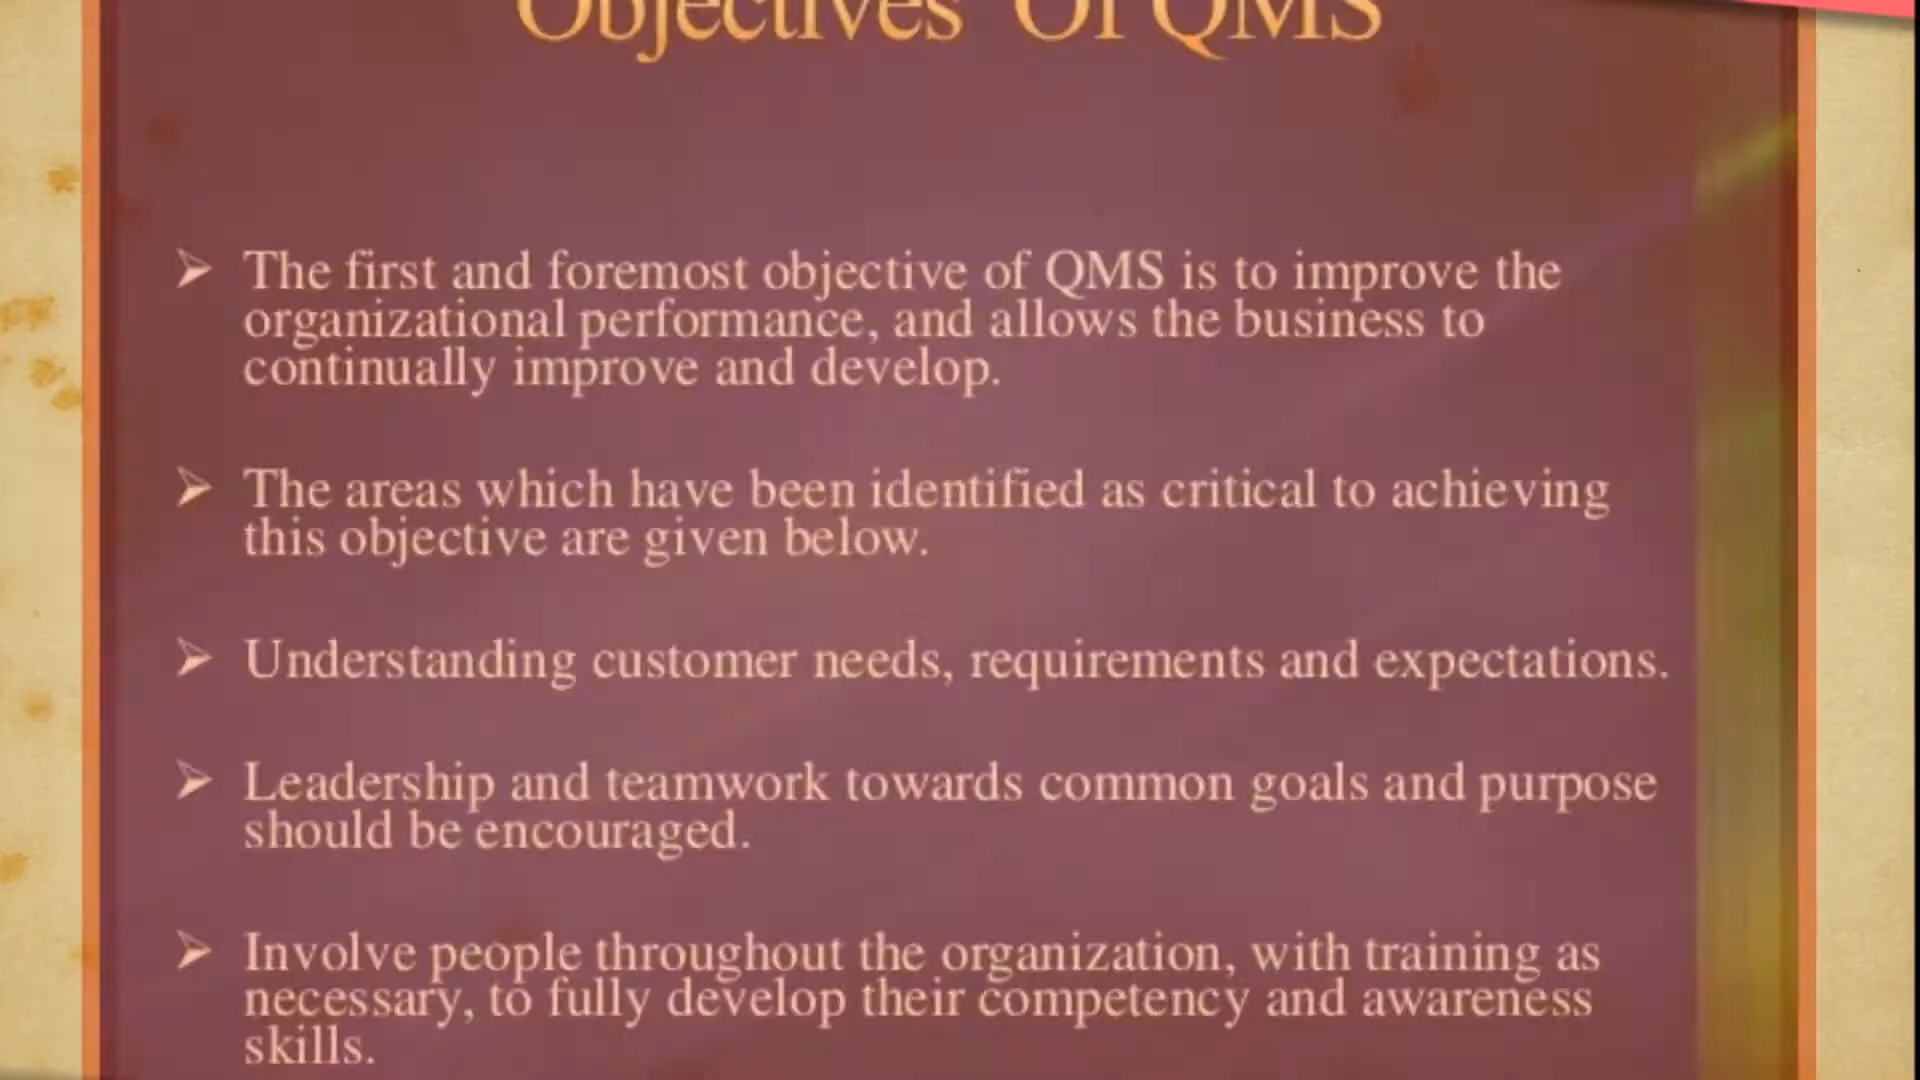 Objectives Of QMS
➢ The first and foremost objective of QMS is to improve the
organizational performance, and allows the business to
continually improve and develop.
➢ The areas which have been identified as critical to achieving
this objective are given below.
➢ Understanding customer needs, requirements and expectations.
➢ Leadership and teamwork towards common goals and purpose
should be encouraged.
➢ Involve people throughout the organization, with training as
necessary, to fully develop their competency and awareness
skills.